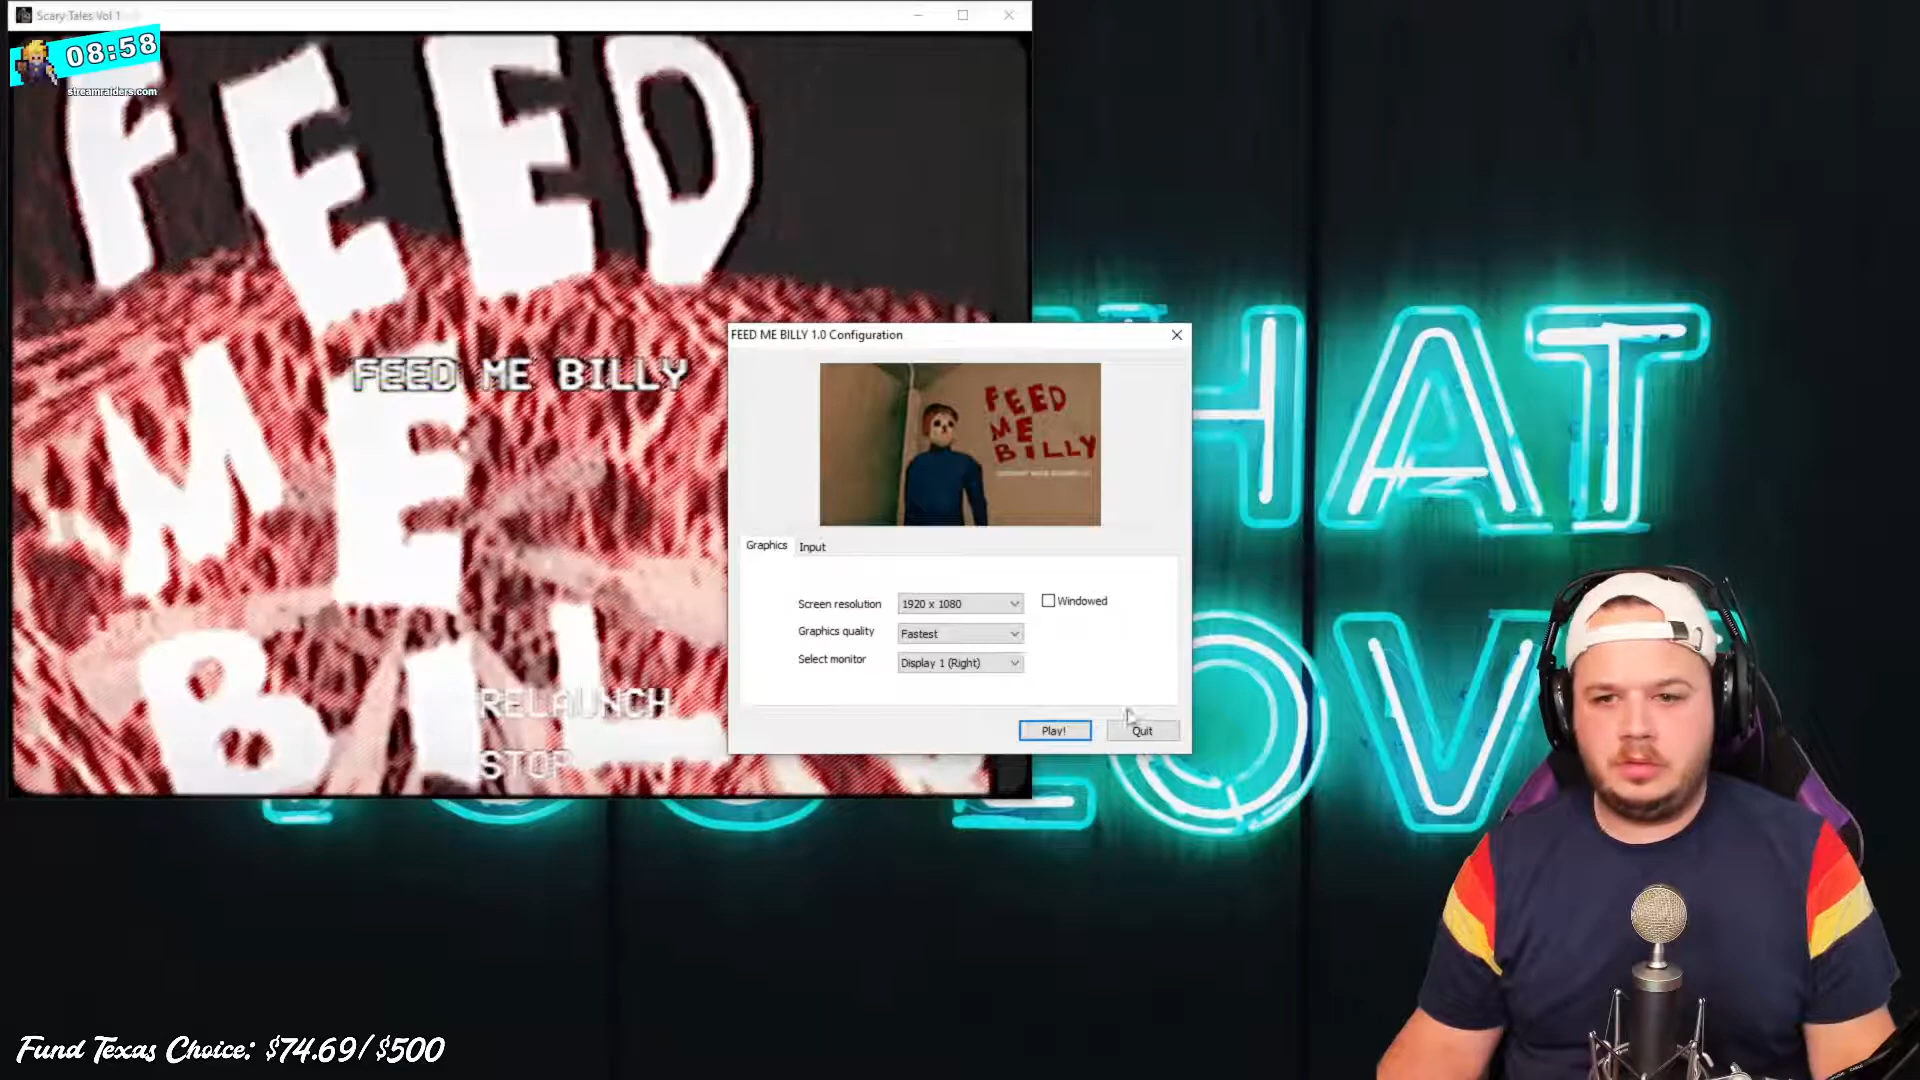 Scary Tales Vol 1
08:58
streamraiders.com
FEED
ME
FEED ME BILLY
RELAUNCH
STOP
FEED ME BILLY 1.0 Configuration
FEED
ME
BILLY
Graphics
Input
Screen resolution
1920 x 1080
Windowed
Graphics quality
Fastest
Select monitor
Display 1 (Right)
Play!
Quit
HAT
Fund Texas Choice: $74.69/$500